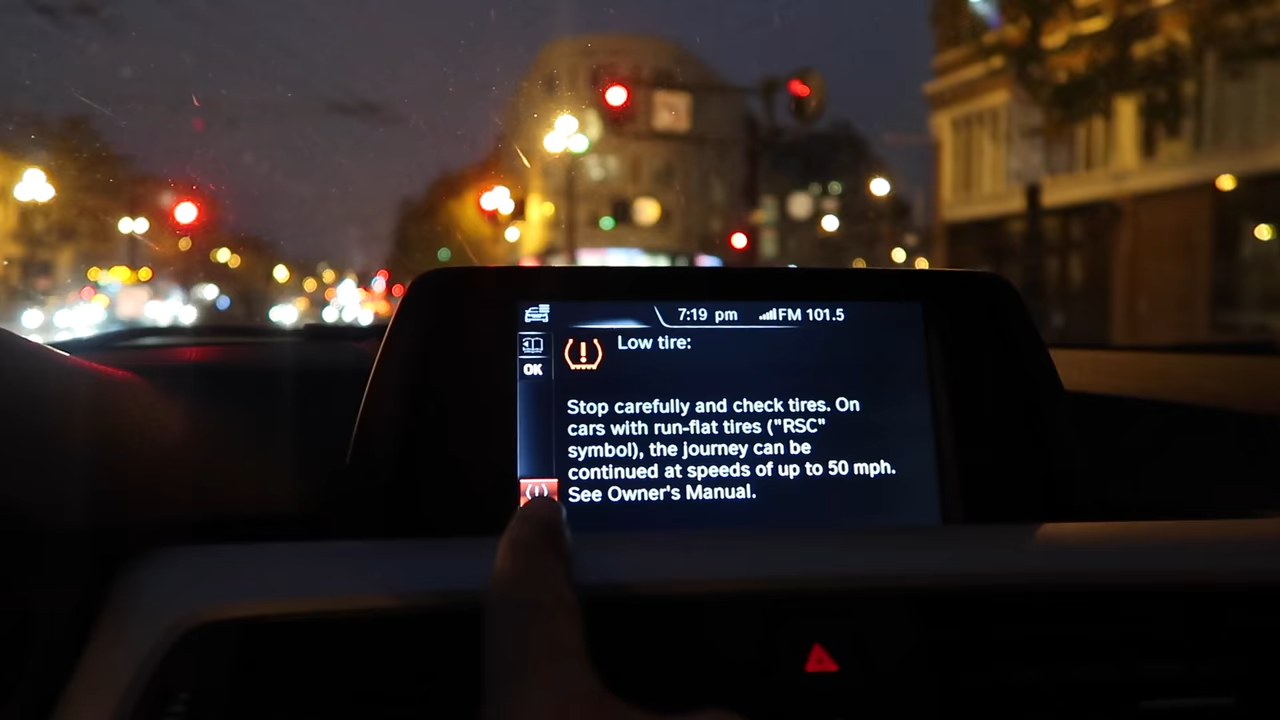 7:19 pm FM 101.5
Low tire:
OK
Stop carefully and check tires. On
cars with run-flat tires ("RSC"
symbol), the journey can be
continued at speeds of up to 50 mph.
See Owner's Manual.